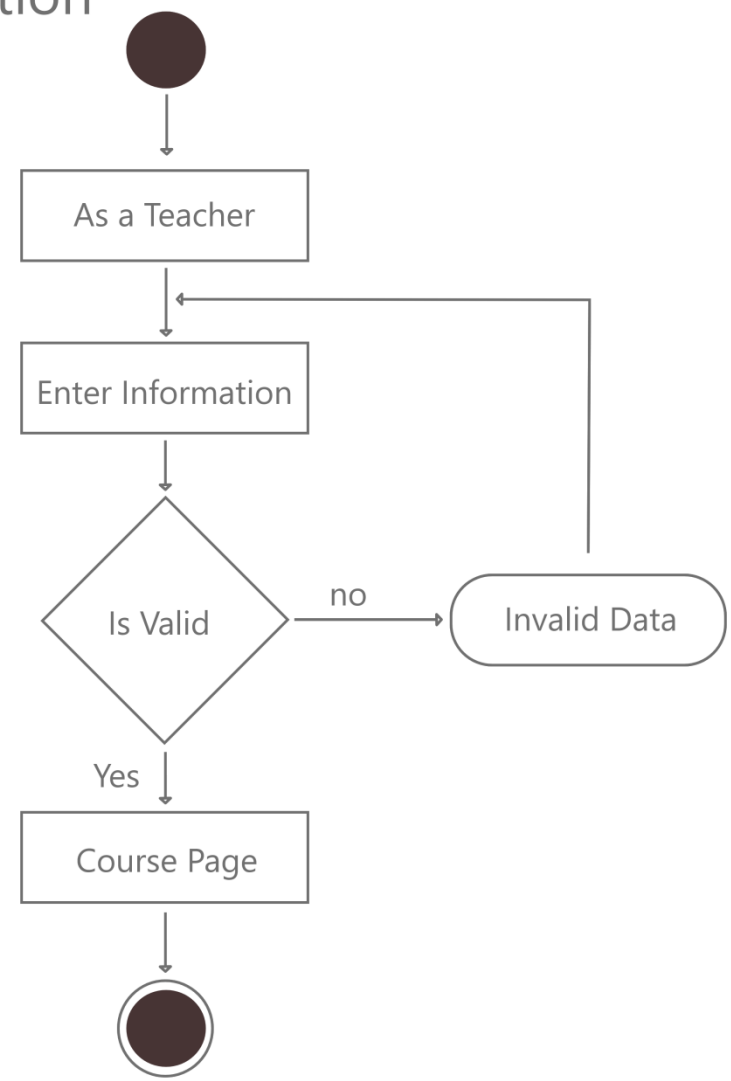 As a Teacher
Enter Information
Is Valid
no
Invalid Data
Yes
Course Page